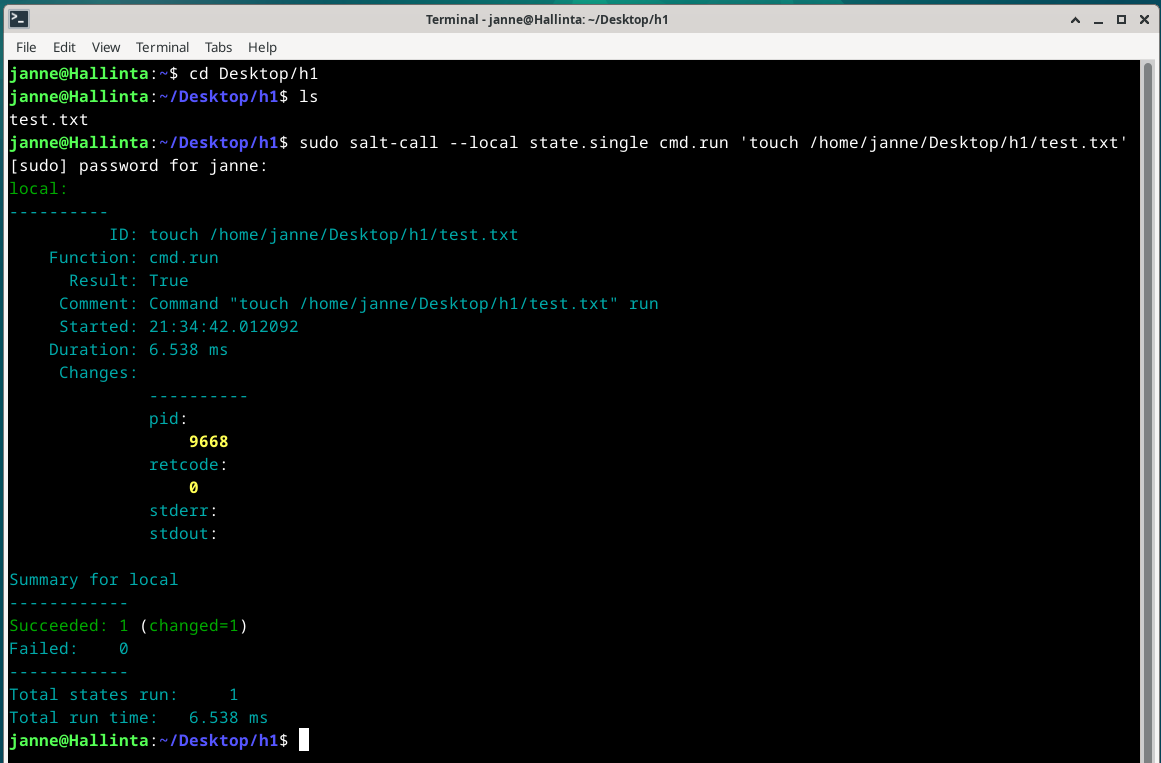 Terminal - janne@Hallinta: ~/Desktop/h1
File Edit View Terminal Tabs Help
janne@Hallinta:~$ cd Desktop/h1
janne@Hallinta:~/Desktop/h1$ ls
test.txt
janne@Hallinta:~/Desktop/h1$ sudo salt-call --local state.single cmd.run 'touch /home/janne/Desktop/h1/test.txt'
[sudo] password for janne:
local:
----------
          ID: touch /home/janne/Desktop/h1/test.txt
    Function: cmd.run
      Result: True
     Comment: Command "touch /home/janne/Desktop/h1/test.txt" run
     Started: 21:34:42.012092
    Duration: 6.538 ms
     Changes:
              ----------
              pid:
                  9668
              retcode:
                  0
              stderr:
              stdout:

Summary for local
------------
Succeeded: 1 (changed=1)
Failed:    0
------------
Total states run:     1
Total run time:   6.538 ms
janne@Hallinta:~/Desktop/h1$